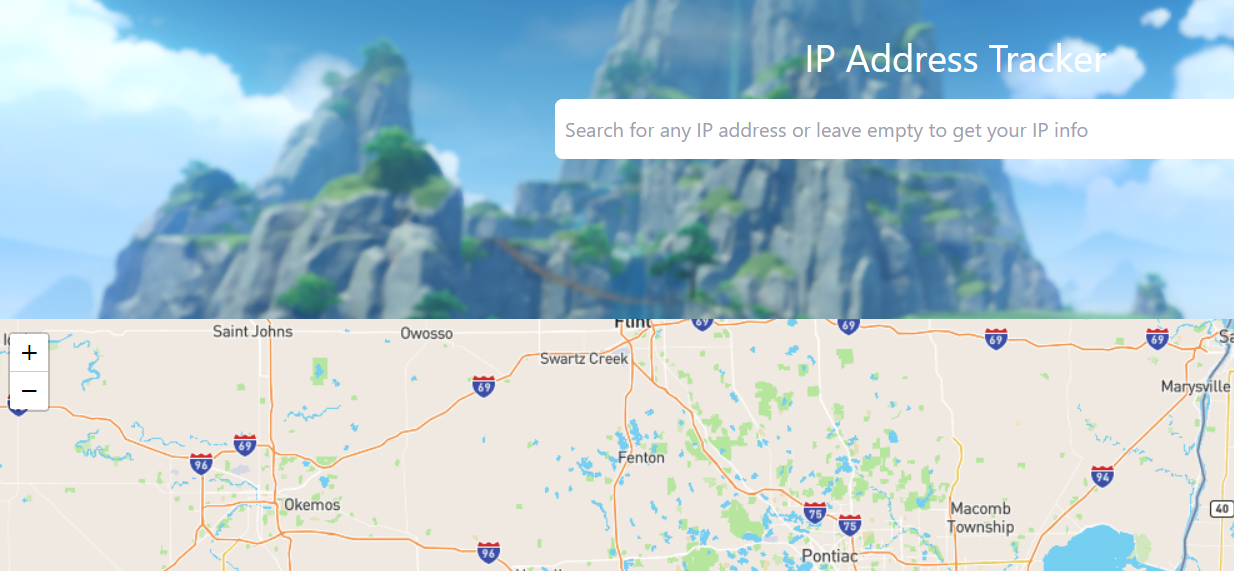 IP Address Tracker
Search for any IP address or leave empty to get your IP info
Saint Johns
Owosso
Flint
69
69
69
69
Swartz Creek
+
−
69
Marysville
69
96
Fenton
94
Okemos
75
75
Macomb
Township
40
96
Pontiac